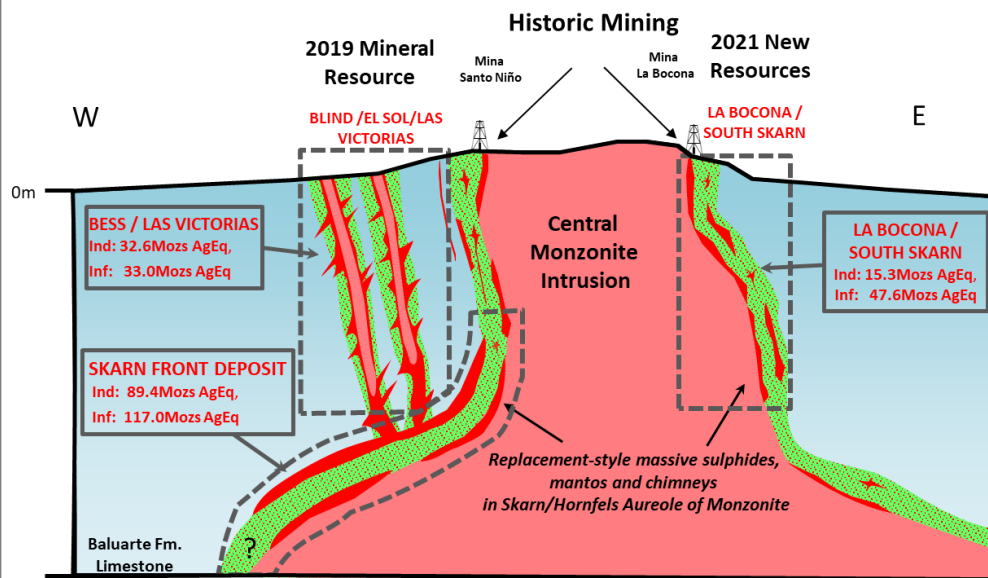 Historic Mining
2019 Mineral
Resource
Mina
Santo Niño
Mina
La Bocona
2021 New
Resources
W
E
BLIND /EL SOL/LAS
VICTORIAS
LA BOCONA /
SOUTH SKARN
0m
BESS / LAS VICTORIAS
Ind: 32.6Mozs AgEq,
Inf: 33.0Mozs AgEq
Central
Monzonite
Intrusion
LA BOCONA /
SOUTH SKARN
Ind: 15.3Mozs AgEq,
Inf: 47.6Mozs AgEq
SKARN FRONT DEPOSIT
Ind: 89.4Mozs AgEq,
Inf: 117.0Mozs AgEq
Replacement-style massive sulphides,
mantos and chimneys
in Skarn/Hornfels Aureole of Monzonite
?
Baluarte Fm.
Limestone